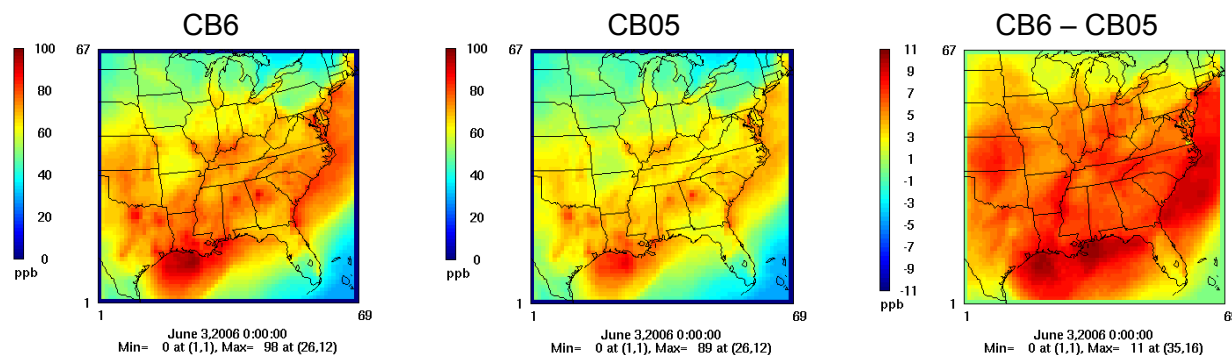 CB6
CB05
CB6 – CB05
100
80
60
40
20
0
ppb
67
1
1
69
June 3,2006 0:00:00
Min= 0 at (1,1), Max= 98 at (26,12)
100
80
60
40
20
0
ppb
67
1
1
69
June 3,2006 0:00:00
Min= 0 at (1,1), Max= 89 at (26,12)
11
9
7
5
3
1
-1
-3
-5
-7
-9
-11
ppb
67
1
1
June 3,2006 0:00:00
Min= 0 at (1,1), Max= 11 at (35,16)